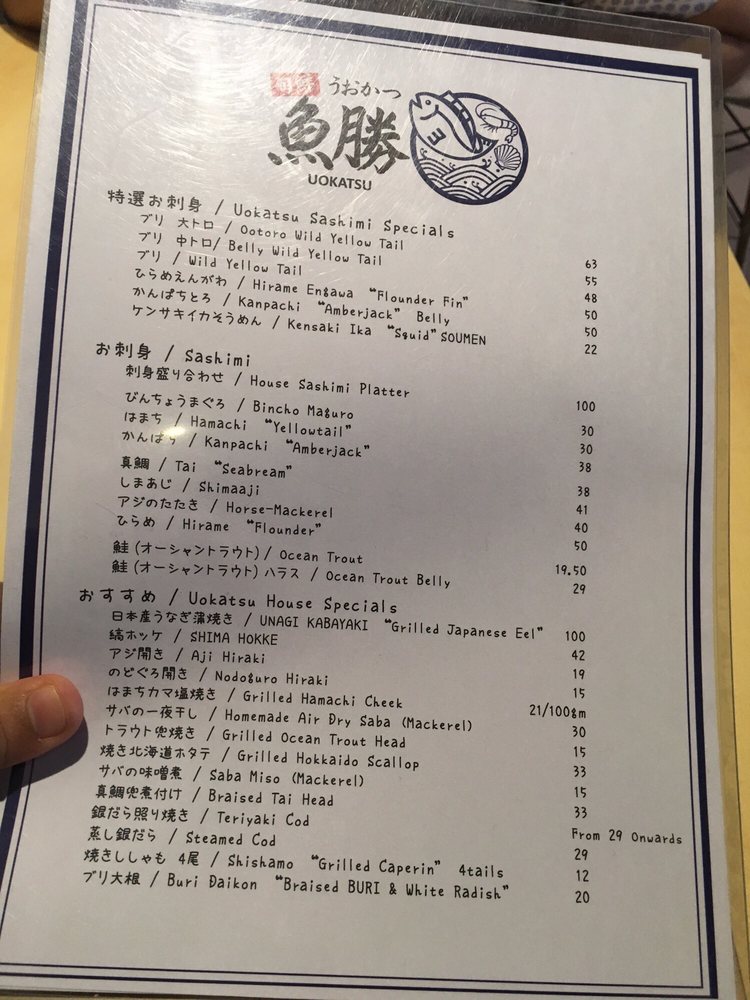 うおかつ
魚勝
UOKATSU
特選お刺身 / Uokatsu Sashimi Specials
ブリ 大トロ / Ootoro Wild Yellow Tail 63
ブリ 中トロ/ Belly Wild Yellow Tail 55
ブリ / Wild Yellow Tail 48
ひらめえんがわ / Hirame Engawa “Flounder Fin” 50
かんぱちとろ / Kanpachi “Amberjack” Belly 50
ケンサキイカそうめん / Kensaki Ika “Squid” SOUMEN 22
お刺身 / Sashimi
刺身盛り合わせ / House Sashimi Platter 100
びんちょうまぐろ / Bincho Maguro 30
はまち / Hamachi “Yellowtail” 30
かんぱち / Kanpachi “Amberjack” 38
真鯛 / Tai “Seabream” 38
しまあじ / Shimaaji 41
アジのたたき / Horse-Mackerel 40
ひらめ / Hirame “Flounder” 50
鮭 (オーシャントラウト) / Ocean Trout 19.50
鮭 (オーシャントラウト) ハラス / Ocean Trout Belly 29
おすすめ / Uokatsu House Specials
日本産うなぎ蒲焼き / UNAGI KABAYAKI “Grilled Japanese Eel” 100
縞ホッケ / SHIMA HOKKE 42
アジ開き / Aji Hiraki 19
のどぐろ開き / Nodoguro Hiraki 15
はまちカマ塩焼き / Grilled Hamachi Cheek 21/100gm
サバの一夜干し / Homemade Air Dry Saba (Mackerel) 30
トラウト兜焼き / Grilled Ocean Trout Head 15
焼き北海道ホタテ / Grilled Hokkaido Scallop 33
サバの味噌煮 / Saba Miso (Mackerel) 15
真鯛兜煮付け / Braised Tai Head 33
銀だら照り焼き / Teriyaki Cod From 29 Onwards
蒸し銀だら / Steamed Cod 29
焼きししゃも 4尾 / Shishamo “Grilled Caperin” 4tails 12
ブリ大根 / Buri Daikon “Braised BURI & White Radish” 20